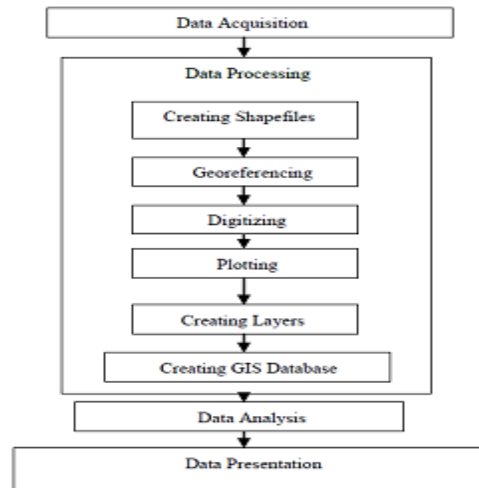 Data Acquisition
Data Processing
Creating Shapefiles
Georeferencing
Digitizing
Plotting
Creating Layers
Creating GIS Database
Data Analysis
Data Presentation